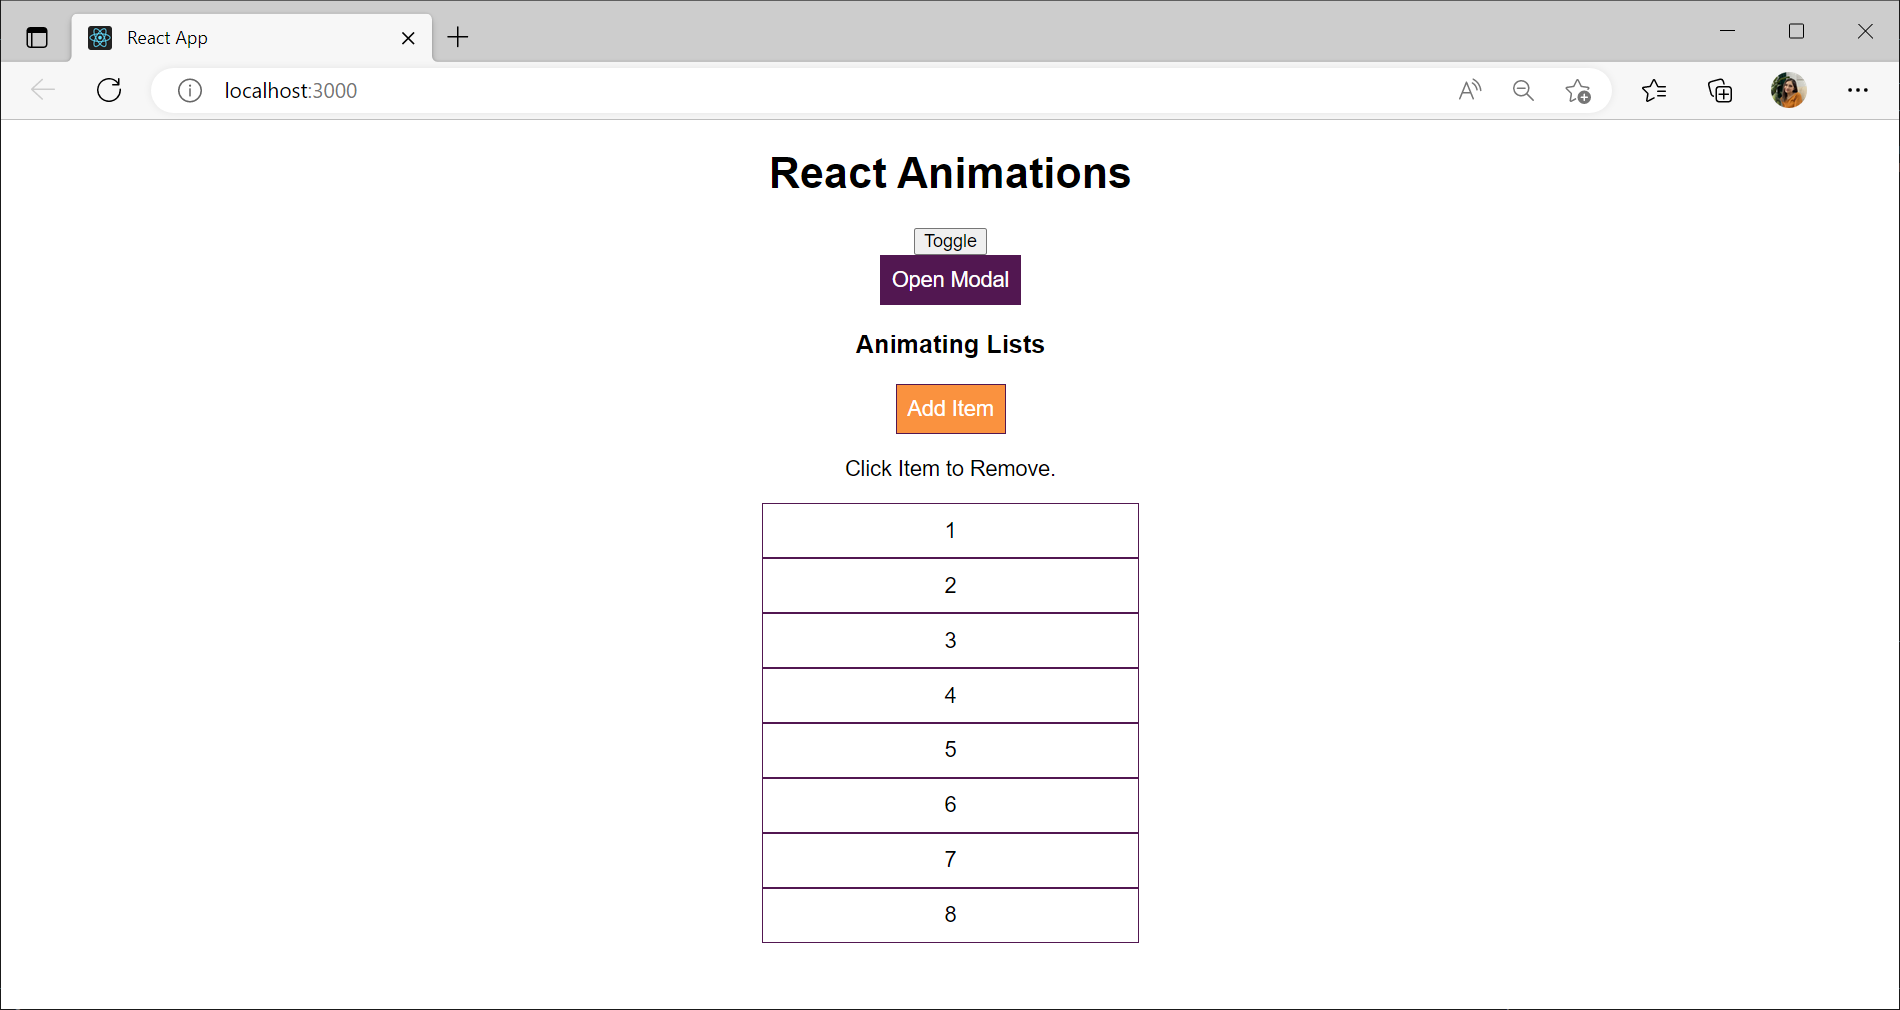 React App
localhost:3000
React Animations
Toggle
Open Modal
Animating Lists
Add Item
Click Item to Remove.
1
2
3
4
5
6
7
8